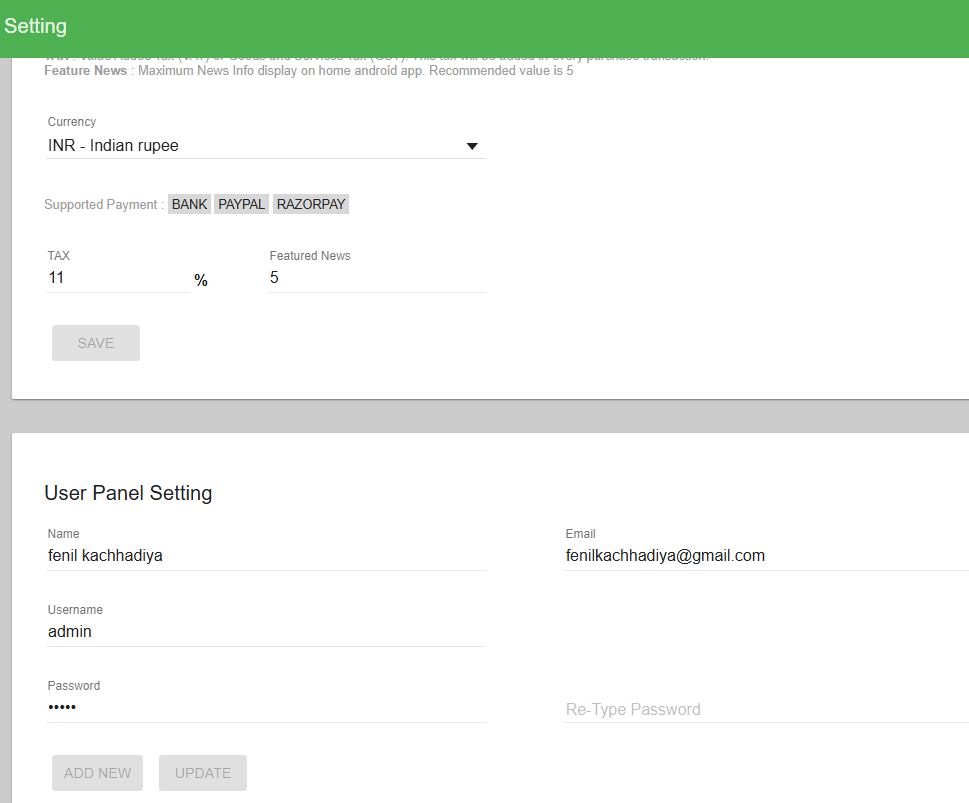 Setting
Feature News : Maximum News Info display on home android app. Recommended value is 5
Currency
INR - Indian rupee
Supported Payment : BANK PAYPAL RAZORPAY
TAX
11 %
Featured News
5
SAVE
User Panel Setting
Name
fenil kachhadiya
Email
fenilkachhadiya@gmail.com
Username
admin
Password
•••••
Re-Type Password
ADD NEW UPDATE